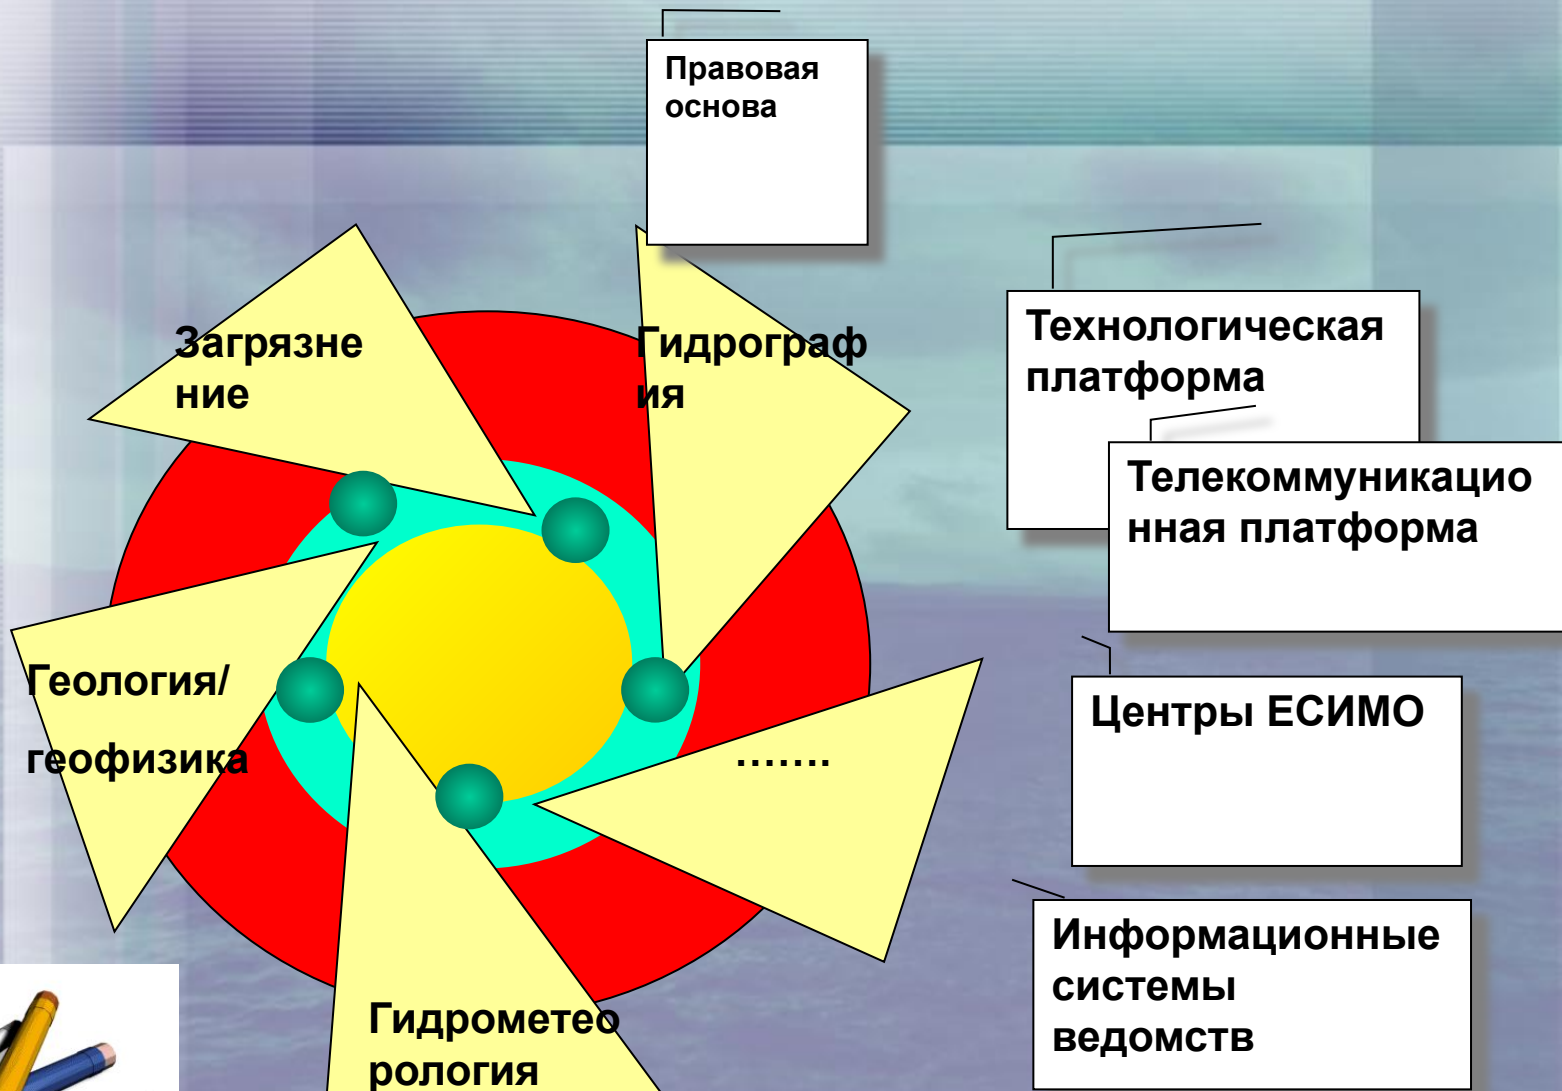 Правовая
основа
Загрязне
ние
Гидрограф
ия
Технологическая
платформа
Телекоммуникацио
нная платформа
Геология/
геофизика
.......
Центры ЕСИМО
Информационные
системы
ведомств
Гидрометео
рология